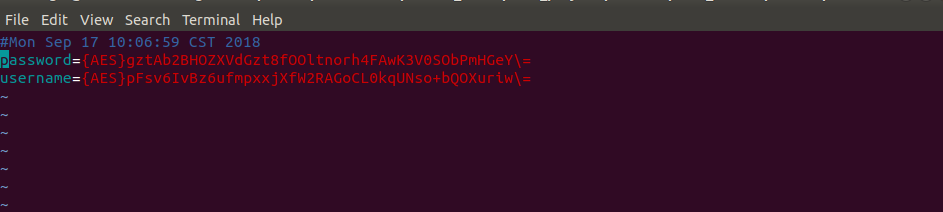 File Edit View Search Terminal Help
#Mon Sep 17 10:06:59 CST 2018
password={AES}gztAb2BHOZXVdGzt8fOOltnorh4FAwK3V0SObPmHGeY\=
username={AES}pFsv6IvBz6ufmpxxjXfW2RAGoCL0kqUNso+bQOXuriw\=
~
~
~
~
~
~
~